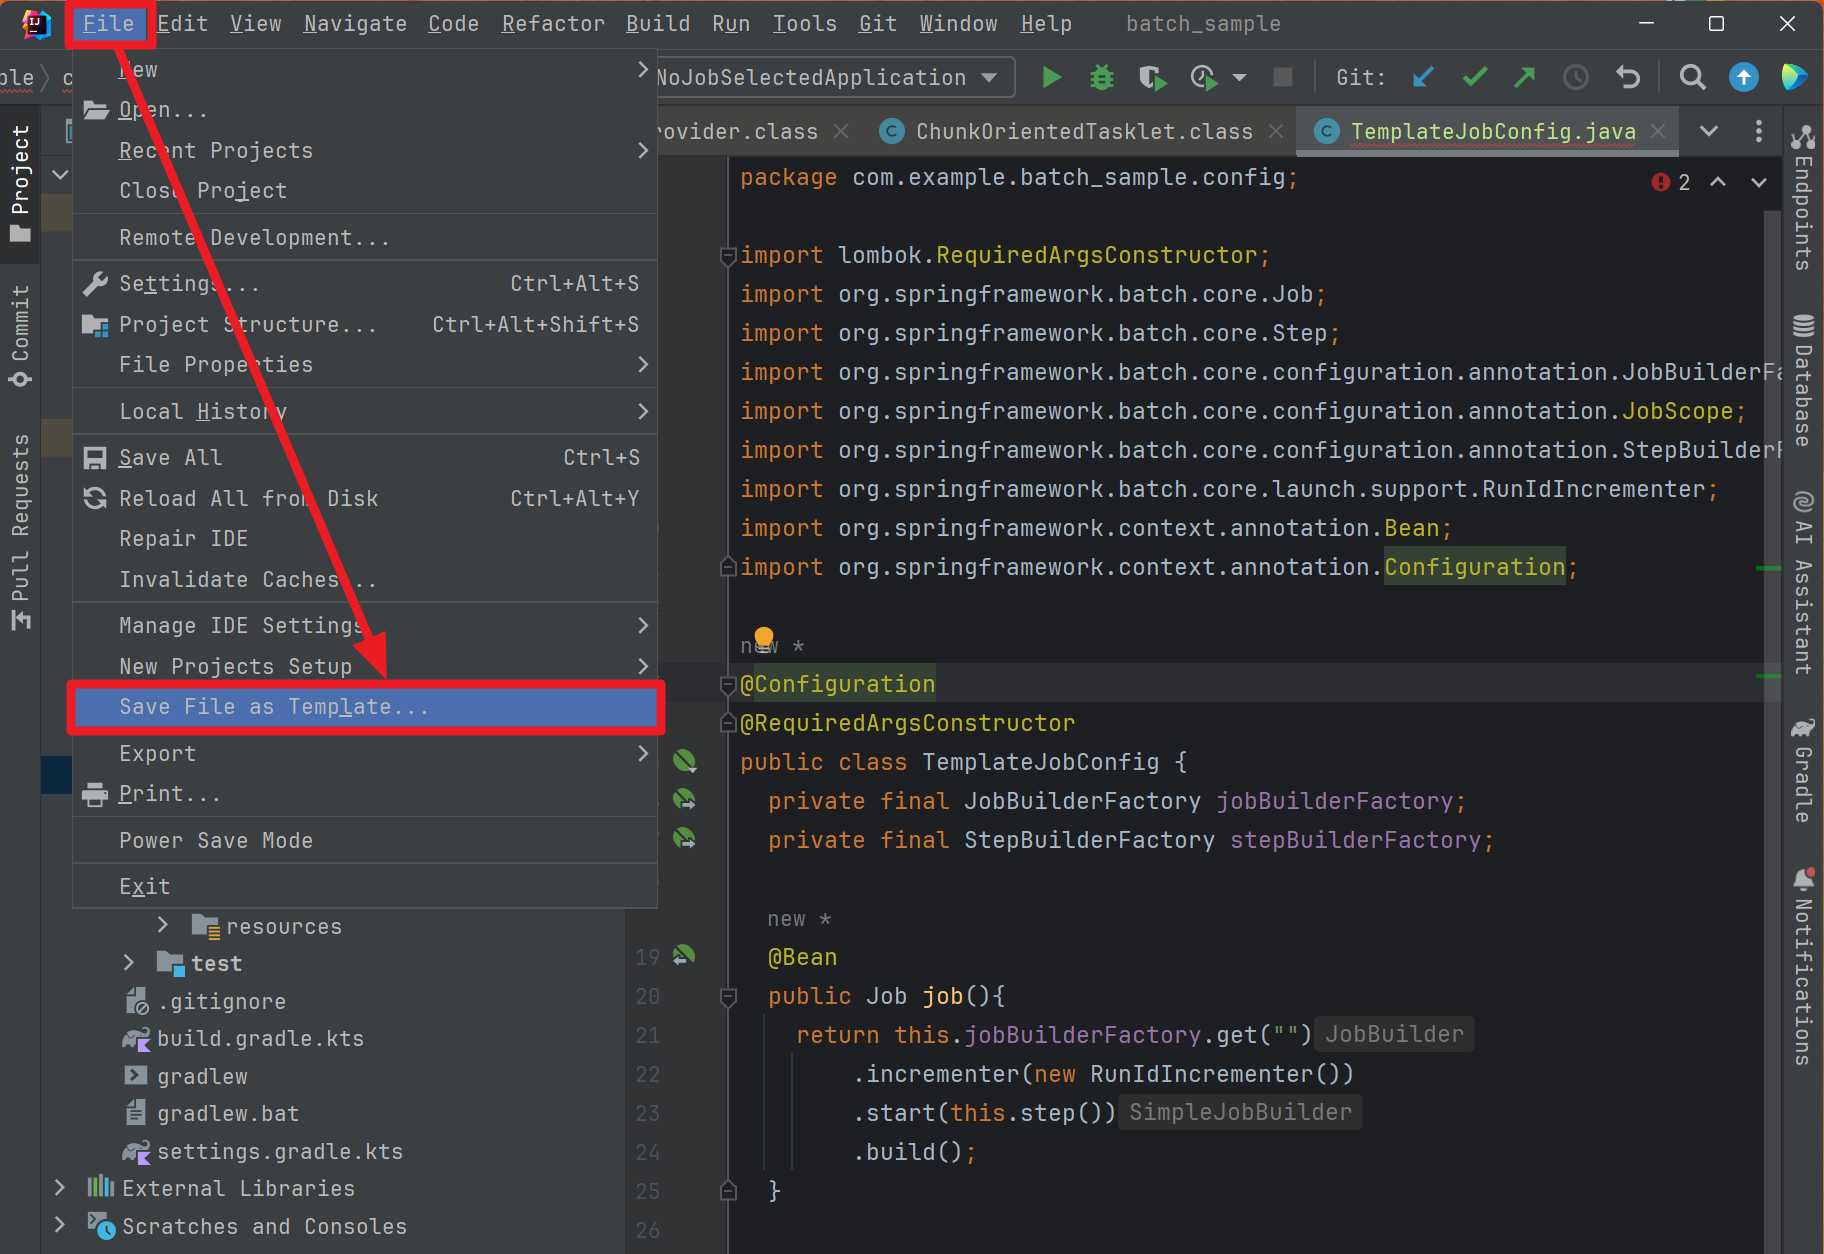 File Edit View Navigate Code Refactor Build Run Tools Git Window Help batch_sample
ple c
NoJobSelectedApplication Git:
New
Open...
Recent Projects
Close Project
Remote Development...
Settings... Ctrl+Alt+S
Project Structure... Ctrl+Alt+Shift+S
File Properties
Local History
Save All Ctrl+S
Reload All from Disk Ctrl+Alt+Y
Repair IDE
Invalidate Caches...
Manage IDE Settings
New Projects Setup
Save File as Template...
Export
Print...
Power Save Mode
Exit
resources
test
.gitignore
build.gradle.kts
gradlew
gradlew.bat
settings.gradle.kts
External Libraries
Scratches and Consoles
Project
Commit
Pull Requests
rovider.class ChunkOrientedTasklet.class TemplateJobConfig.java
2
package com.example.batch_sample.config;
import lombok.RequiredArgsConstructor;
import org.springframework.batch.core.Job;
import org.springframework.batch.core.Step;
import org.springframework.batch.core.configuration.annotation.JobBuilderFa
import org.springframework.batch.core.configuration.annotation.JobScope;
import org.springframework.batch.core.configuration.annotation.StepBuilderF
import org.springframework.batch.core.launch.support.RunIdIncrementer;
import org.springframework.context.annotation.Bean;
import org.springframework.context.annotation.Configuration;
new *
@Configuration
@RequiredArgsConstructor
public class TemplateJobConfig {
private final JobBuilderFactory jobBuilderFactory;
private final StepBuilderFactory stepBuilderFactory;
new *
19 @Bean
20 public Job job(){
21 return this.jobBuilderFactory.get("") JobBuilder
22 .incrementer(new RunIdIncrementer())
23 .start(this.step()) SimpleJobBuilder
24 .build();
25 }
26
Endpoints
Database
AI Assistant
Gradle
Notifications